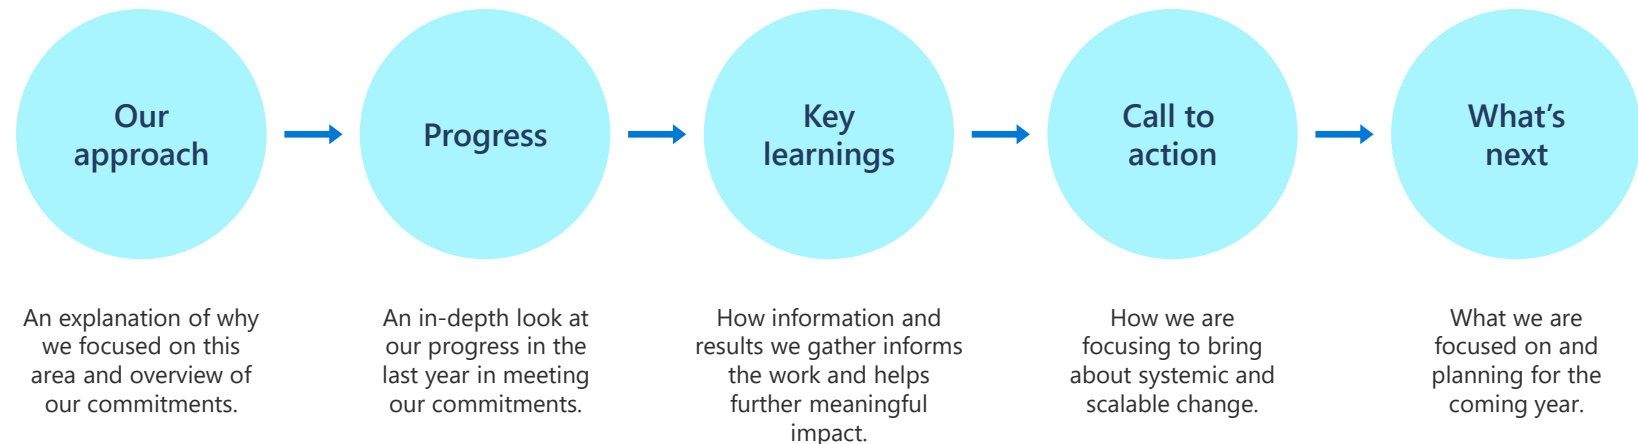 Our
approach
Progress
Key
learnings
Call to
action
What's
next
An explanation of why
we focused on this
area and overview of
our commitments.
An in-depth look at
our progress in the
last year in meeting
our commitments.
How information and
results we gather informs
the work and helps
further meaningful
impact.
How we are
focusing to bring
about systemic and
scalable change.
What we are
focused on and
planning for the
coming year.